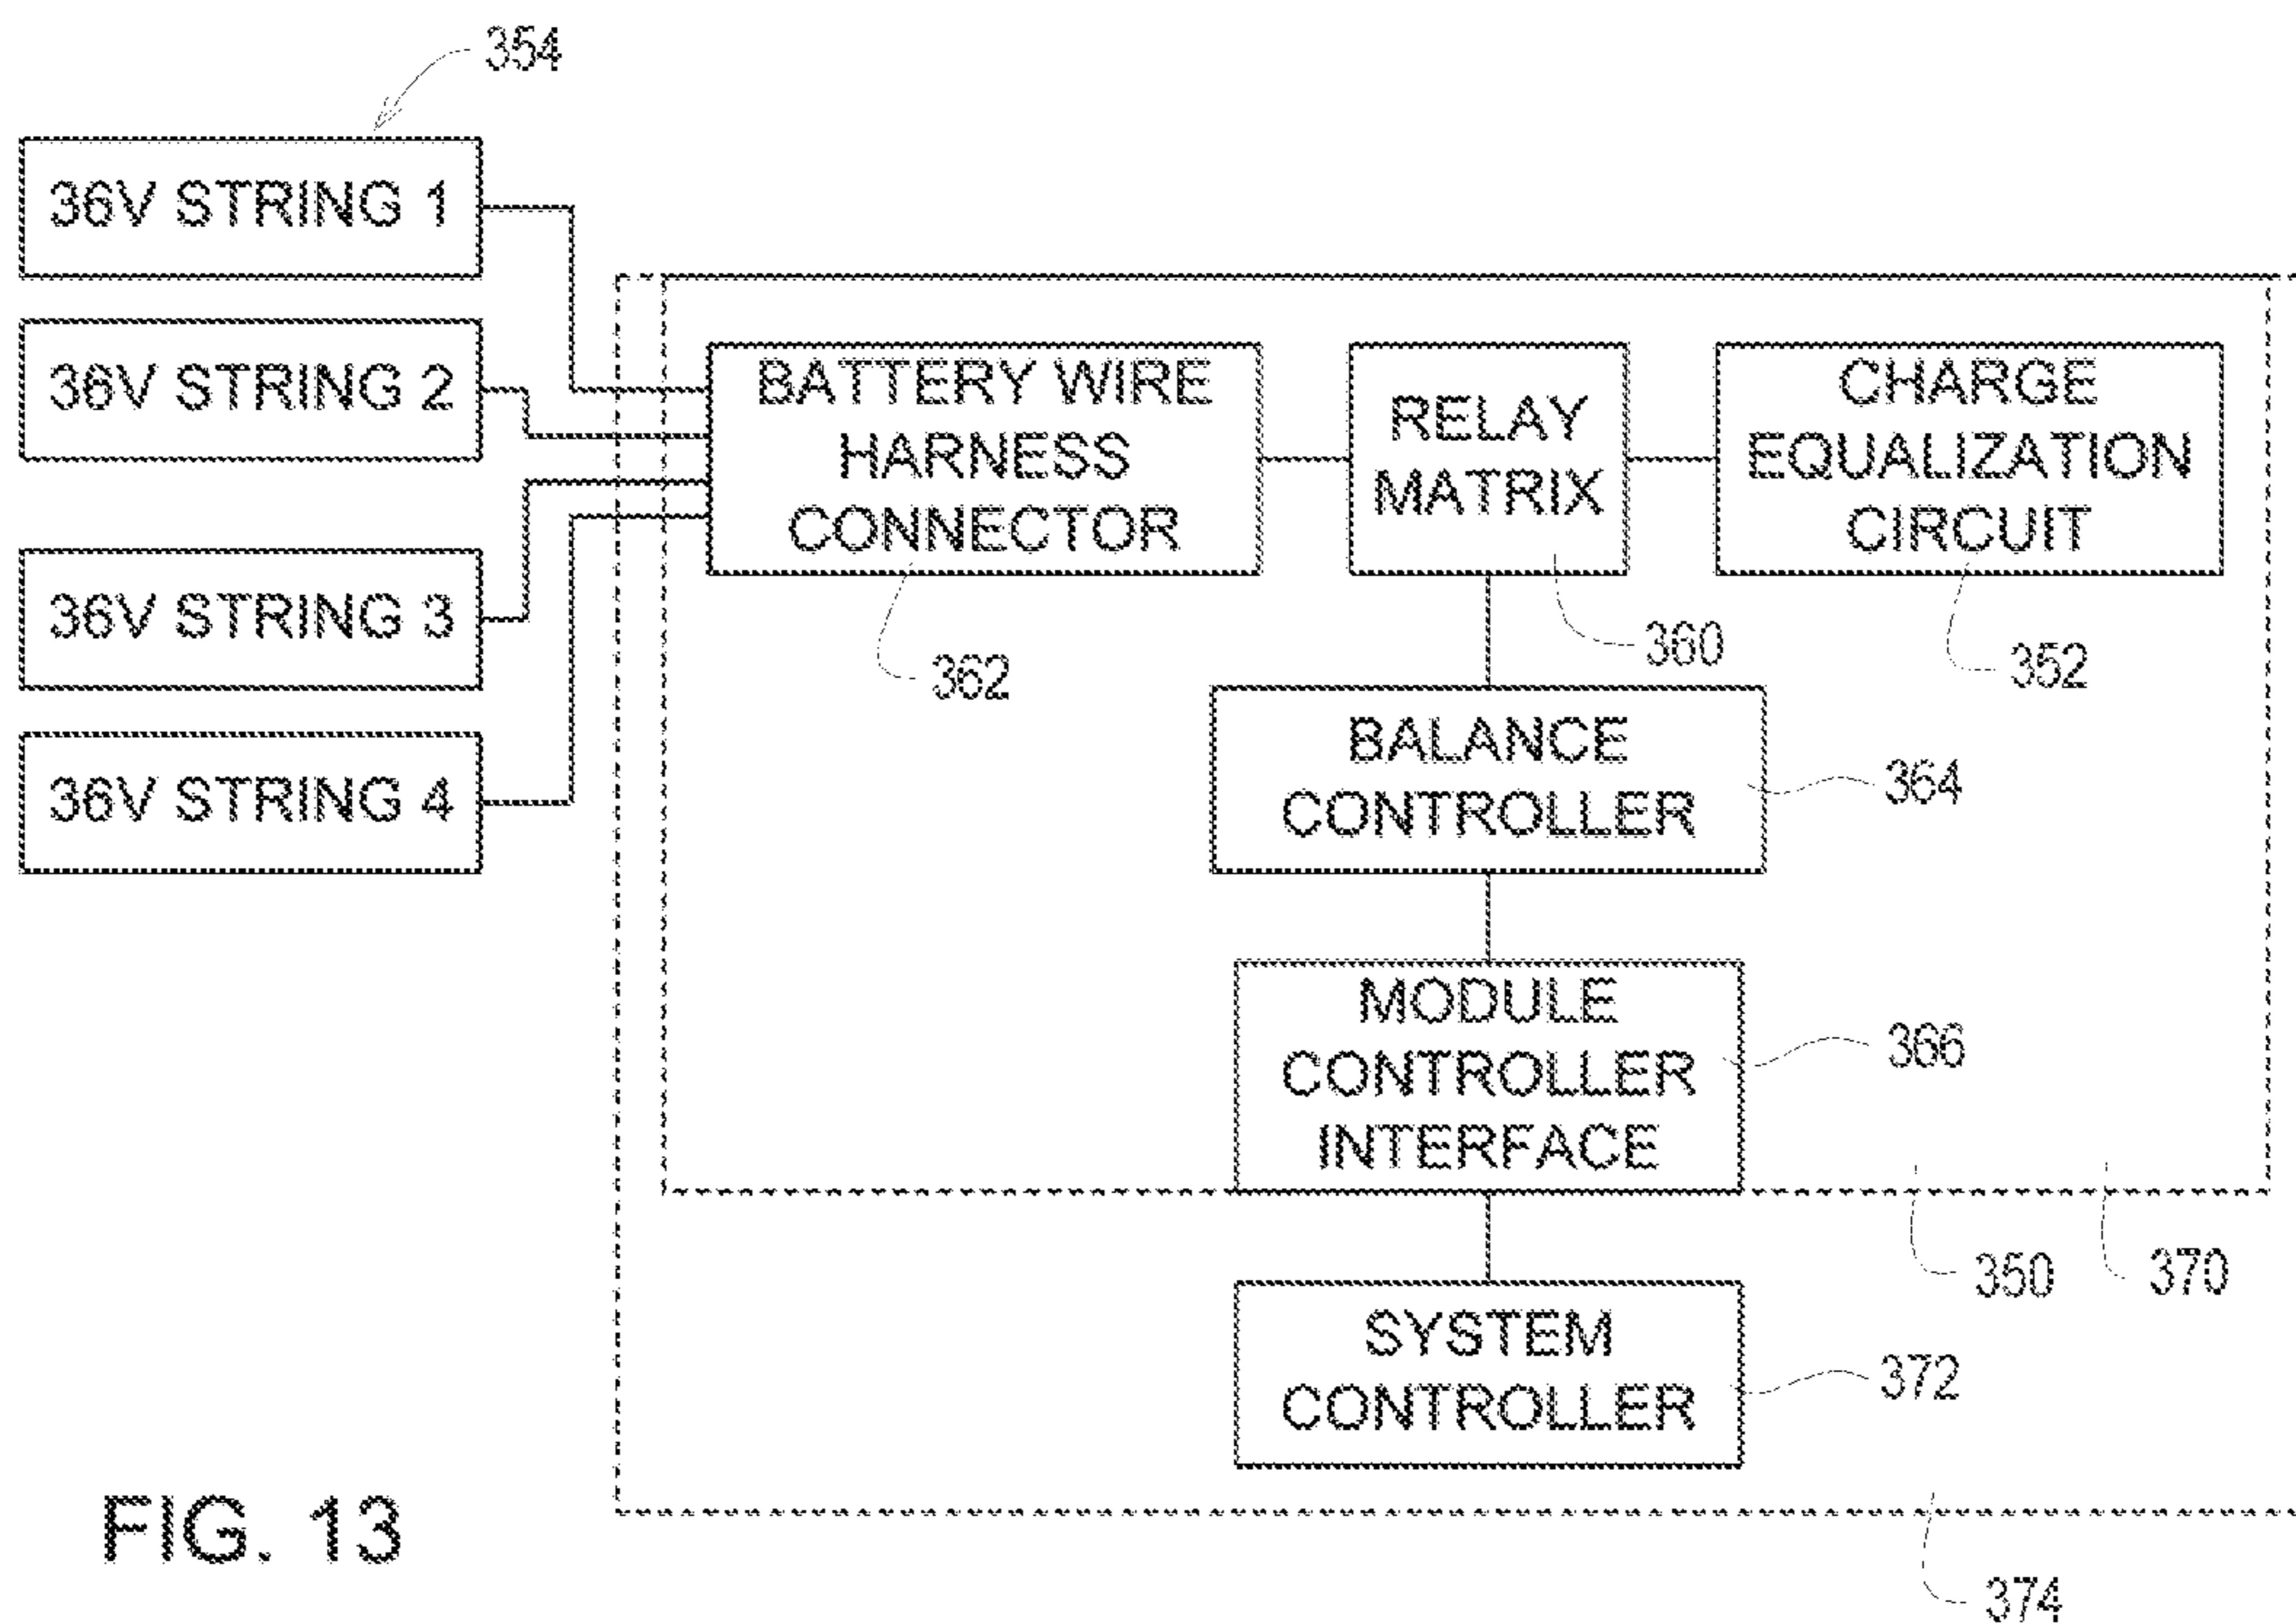 354
36V STRING 1
36V STRING 2
36V STRING 3
36V STRING 4
BATTERY WIRE
HARNESS
CONNECTOR
362
RELAY
MATRIX
360
CHARGE
EQUALIZATION
CIRCUIT
352
BALANCE
CONTROLLER
364
MODULE
CONTROLLER
INTERFACE
366
350
370
SYSTEM
CONTROLLER
372
374
FIG. 13